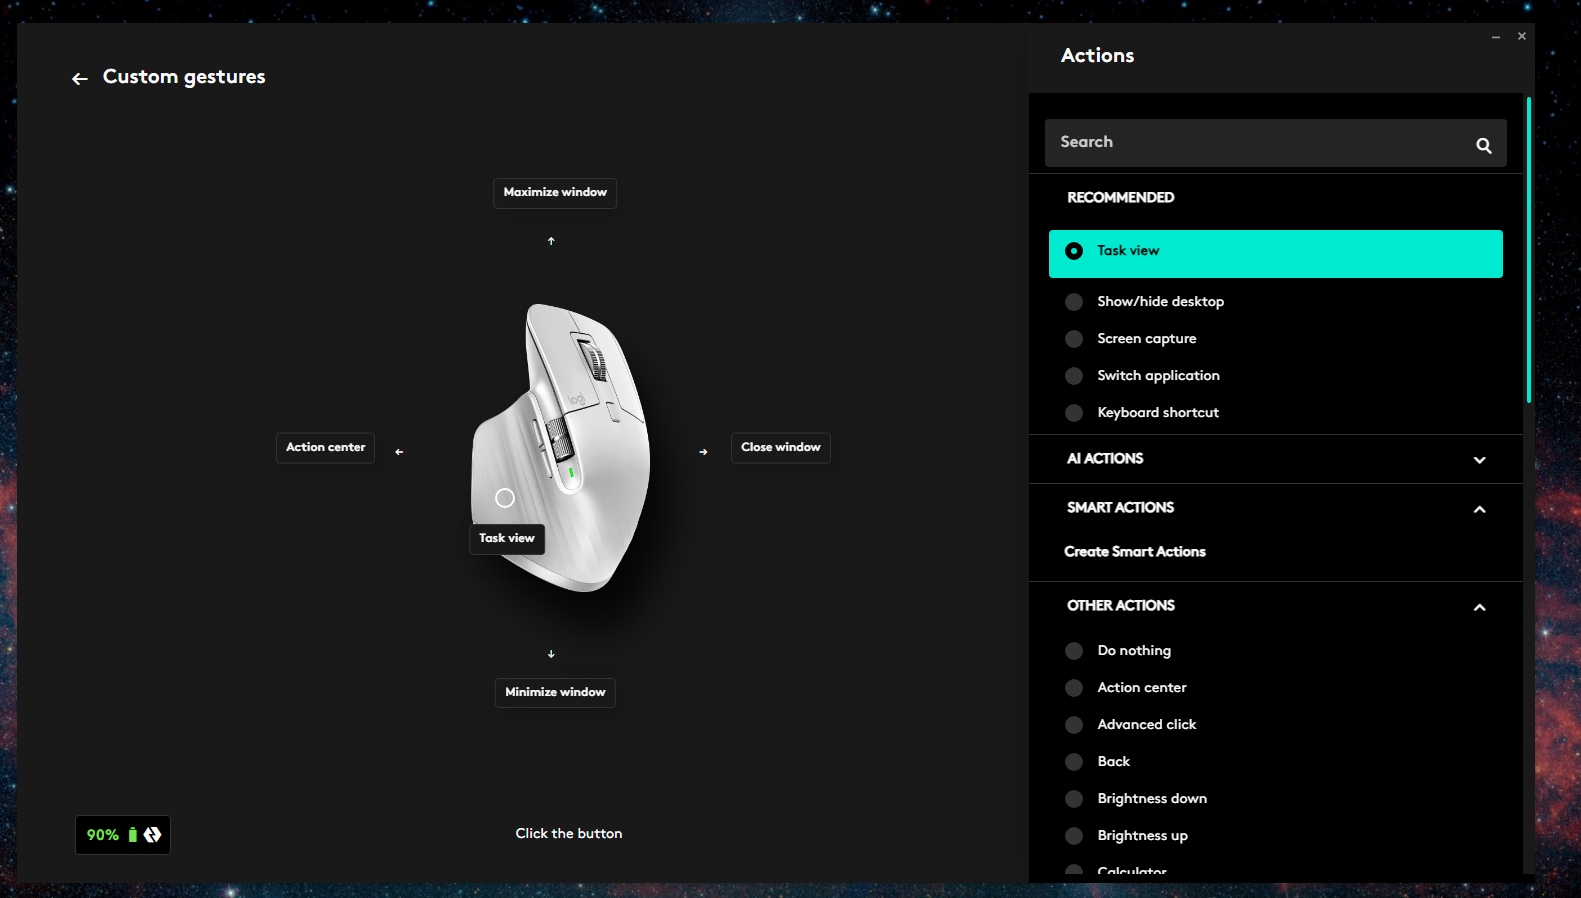 Custom gestures
Maximize window
Action center
Close window
logi
Task view
Minimize window
90%
Click the button
Actions
Search
RECOMMENDED
Task view
Show/hide desktop
Screen capture
Switch application
Keyboard shortcut
AI ACTIONS
SMART ACTIONS
Create Smart Actions
OTHER ACTIONS
Do nothing
Action center
Advanced click
Back
Brightness down
Brightness up
Calculator